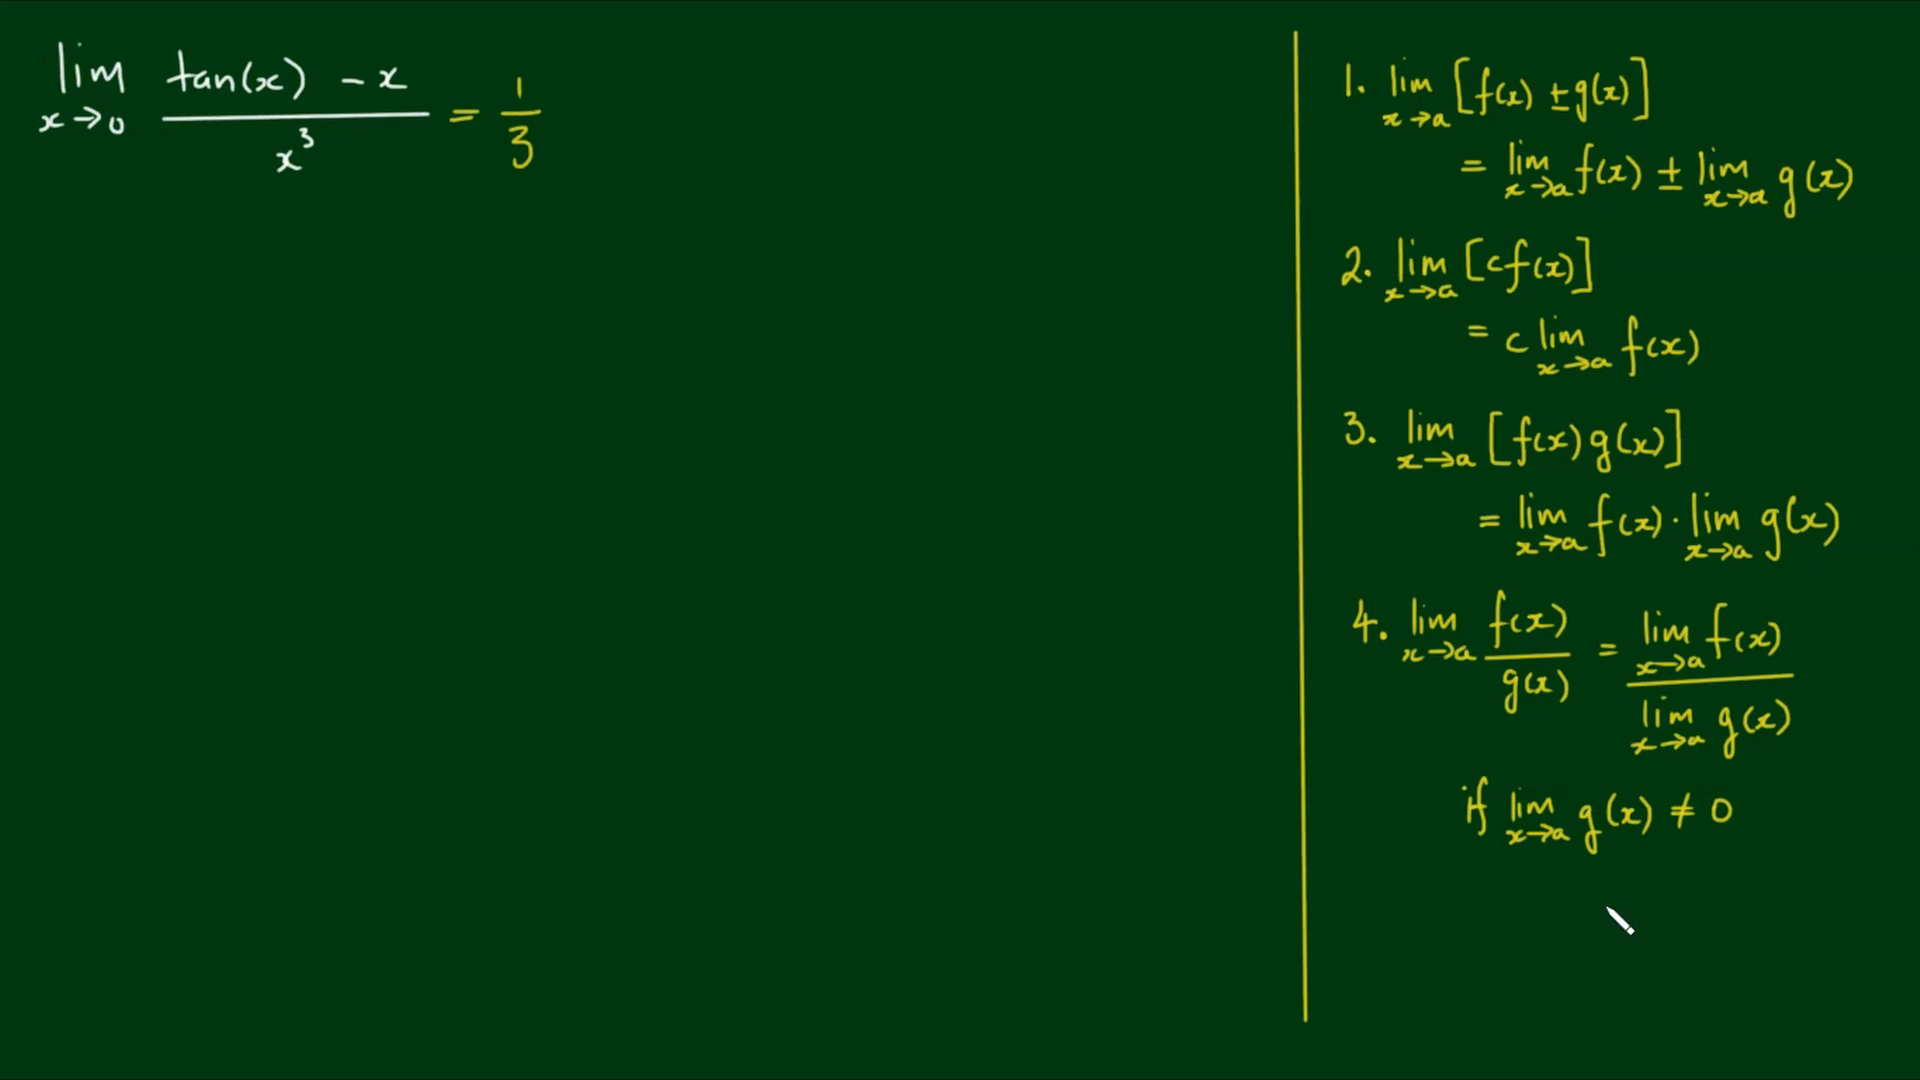 lim x→0 (tan(x) - x) / x³ = 1/3
1. lim x→a [f(x) ± g(x)]
= lim x→a f(x) ± lim x→a g(x)
2. lim x→a [cf(x)]
= c lim x→a f(x)
3. lim x→a [f(x) g(x)]
= lim x→a f(x) · lim x→a g(x)
4. lim x→a f(x) / g(x) = lim x→a f(x) / lim x→a g(x)
if lim x→a g(x) ≠ 0